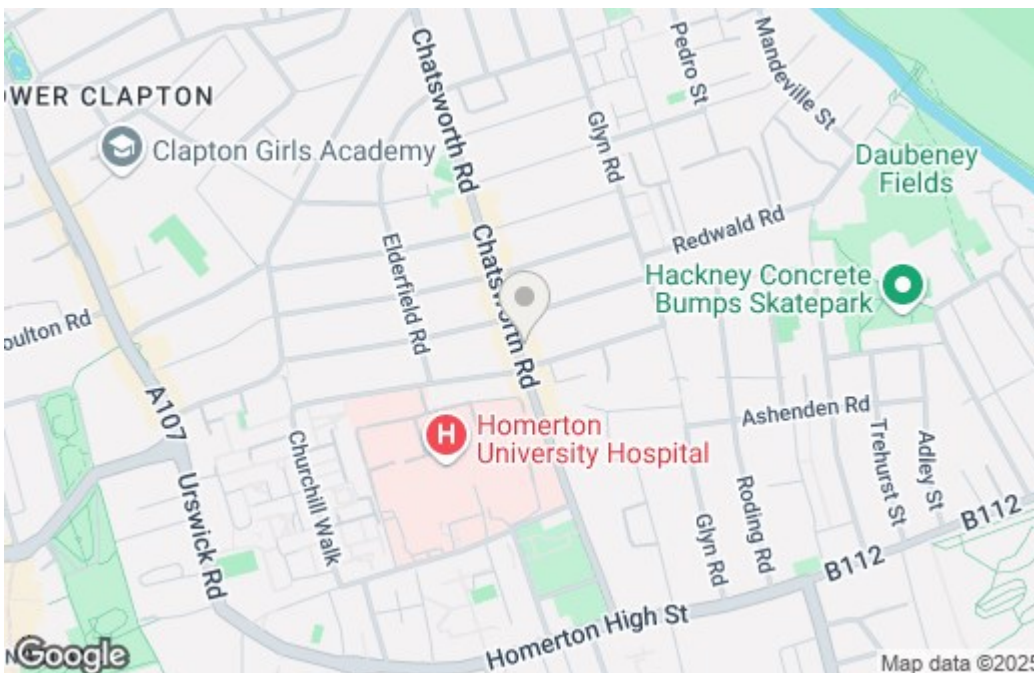 Chatsworth Rd
Pedro St
Mandeville St
OWER CLAPTON
Clapton Girls Academy
Glyn Rd
Daubeney
Fields
Chatsworth Rd
Redwald Rd
Elderfield Rd
Hackney Concrete
Bumps Skatepark
oulton Rd
A107
Ashenden Rd
H
Homerton
University Hospital
Churchill Walk
Trehurst St
Adley St
Urswick Rd
Roding Rd
Glyn Rd
B112
B112
Homerton High St
Google
Map data ©2025